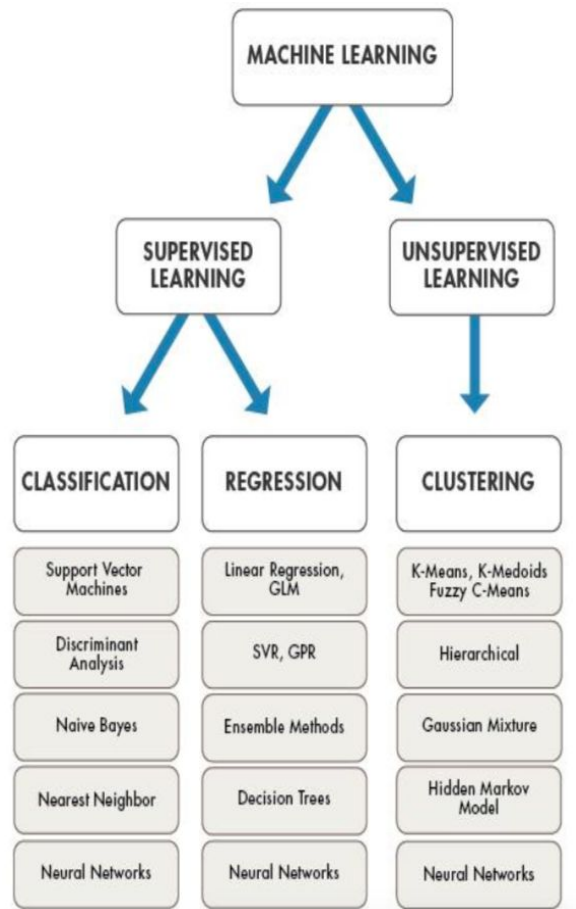 MACHINE LEARNING
SUPERVISED
LEARNING
UNSUPERVISED
LEARNING
CLASSIFICATION
REGRESSION
CLUSTERING
Support Vector
Machines
Linear Regression,
GLM
K-Means, K-Medoids
Fuzzy C-Means
Discriminant
Analysis
SVR, GPR
Hierarchical
Naive Bayes
Ensemble Methods
Gaussian Mixture
Nearest Neighbor
Decision Trees
Hidden Markov
Model
Neural Networks
Neural Networks
Neural Networks